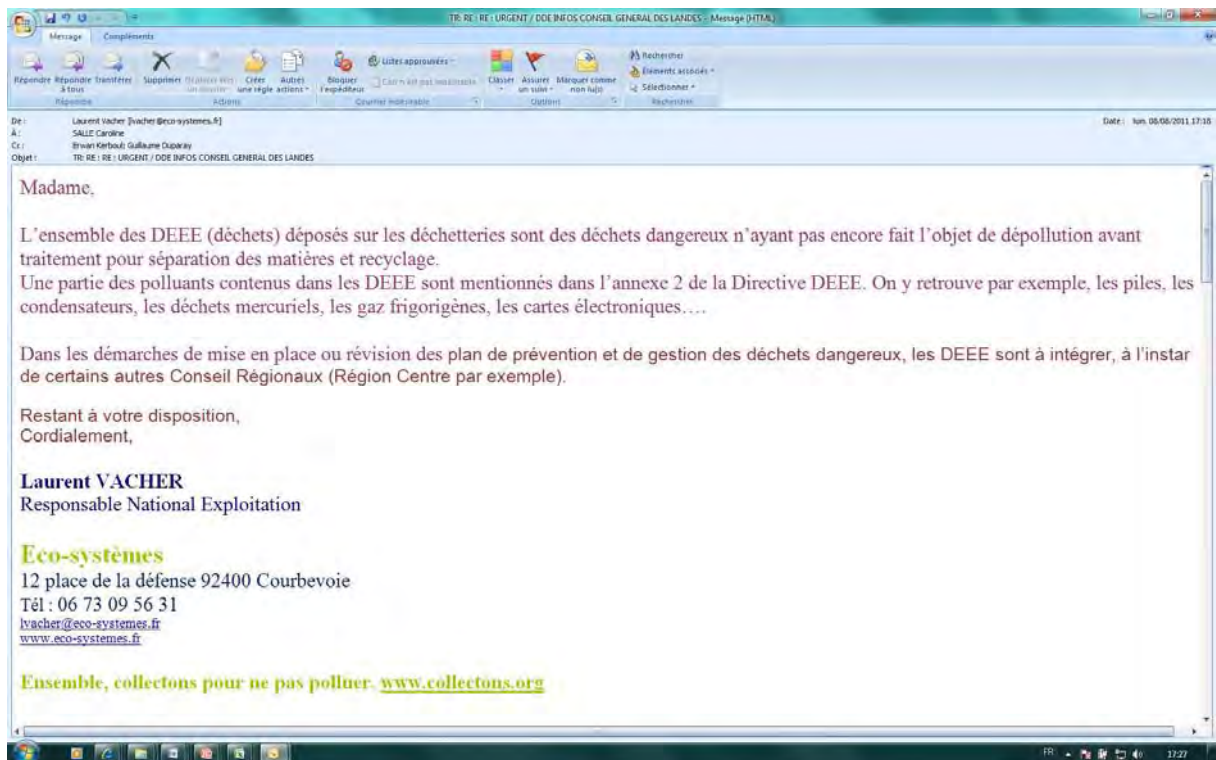 TR: RE : RE : URGENT / DDE INFOS CONSEIL GENERAL DES LANDES - Message (HTML)
Message Compléments
Répondre Répondre à tous Transférer Supprimer Créer une règle Autres actions Bloquer l'expéditeur Listes approuvées Classer Assurer un suivi Marquer comme non lu(s) Rechercher Éléments associés Sélectionner
Répondre Actions Courrier indésirable Options Rechercher
De : Laurent Vacher [lvacher@eco-systemes.fr] Date : lun. 08/08/2011 17:18
À : SALLE Caroline
Cc : Erwan Kerboul; Guillaume Duparay
Objet : TR: RE : RE : URGENT / DDE INFOS CONSEIL GENERAL DES LANDES
Madame,
L'ensemble des DEEE (déchets) déposés sur les déchetteries sont des déchets dangereux n'ayant pas encore fait l'objet de dépollution avant
traitement pour séparation des matières et recyclage.
Une partie des polluants contenus dans les DEEE sont mentionnés dans l'annexe 2 de la Directive DEEE. On y retrouve par exemple, les piles, les
condensateurs, les déchets mercuriels, les gaz frigorigènes, les cartes électroniques….
Dans les démarches de mise en place ou révision des plan de prévention et de gestion des déchets dangereux, les DEEE sont à intégrer, à l'instar
de certains autres Conseil Régionaux (Région Centre par exemple).
Restant à votre disposition,
Cordialement,
Laurent VACHER
Responsable National Exploitation
Eco-systèmes
12 place de la défense 92400 Courbevoie
Tél : 06 73 09 56 31
lvacher@eco-systemes.fr
www.eco-systemes.fr
Ensemble, collectons pour ne pas polluer. www.collectons.org
FR 17:27